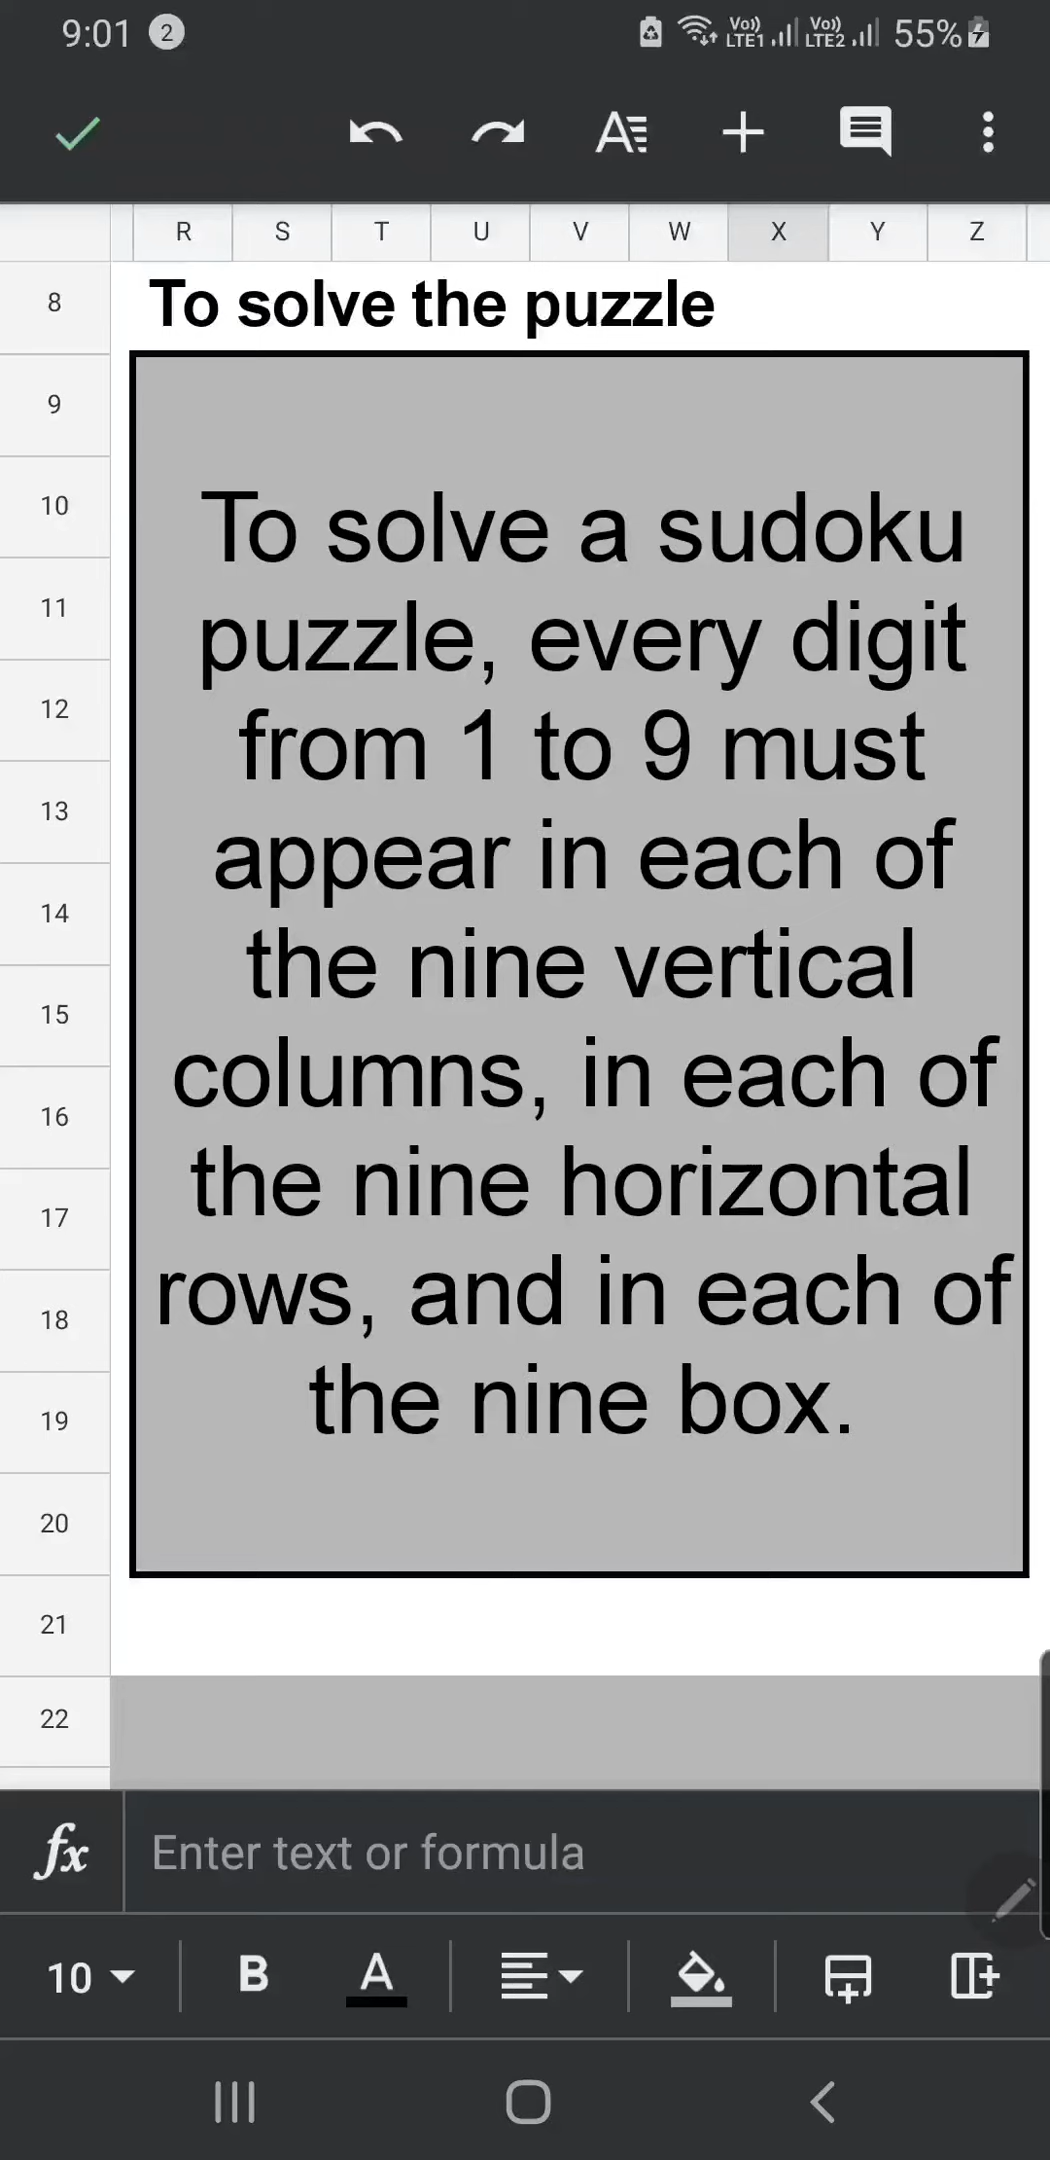 9:01 2 Vo)) LTE1 Vo)) LTE2 55%
R S T U V W X Y Z
8 To solve the puzzle
9
10 To solve a sudoku
11 puzzle, every digit
12 from 1 to 9 must
13 appear in each of
14 the nine vertical
15 columns, in each of
16
17 the nine horizontal
18 rows, and in each of
19 the nine box.
20
21
22
fx Enter text or formula
10 B A